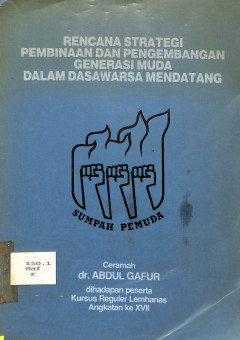 RENCANA STRATEGI
PEMBINAAN DAN PENGEMBANGAN
GENERASI MUDA
DALAM DASAWARSA MENDATANG
SUMPAH PEMUDA
150.1
Gaf
r
Ceramah
dr. ABDUL GAFUR
dihadapan peserta
Kursus Reguler Lemhanas
Angkatan ke XVII